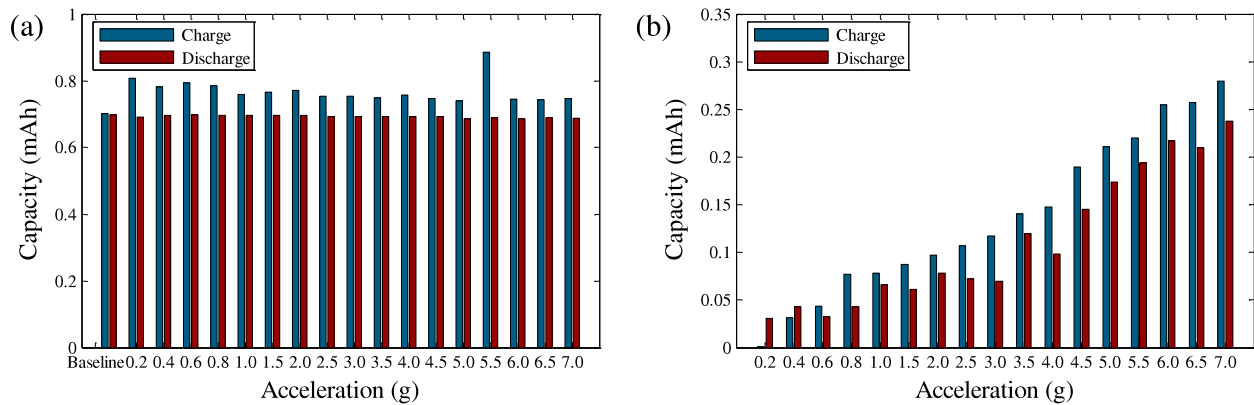 (a)
Charge
Discharge
Capacity (mAh)
1
0.8
0.6
0.4
0.2
0
Baseline 0.2 0.4 0.6 0.8 1.0 1.5 2.0 2.5 3.0 3.5 4.0 4.5 5.0 5.5 6.0 6.5 7.0
Acceleration (g)
(b)
Charge
Discharge
Capacity (mAh)
0.35
0.3
0.25
0.2
0.15
0.1
0.05
0
0.2 0.4 0.6 0.8 1.0 1.5 2.0 2.5 3.0 3.5 4.0 4.5 5.0 5.5 6.0 6.5 7.0
Acceleration (g)